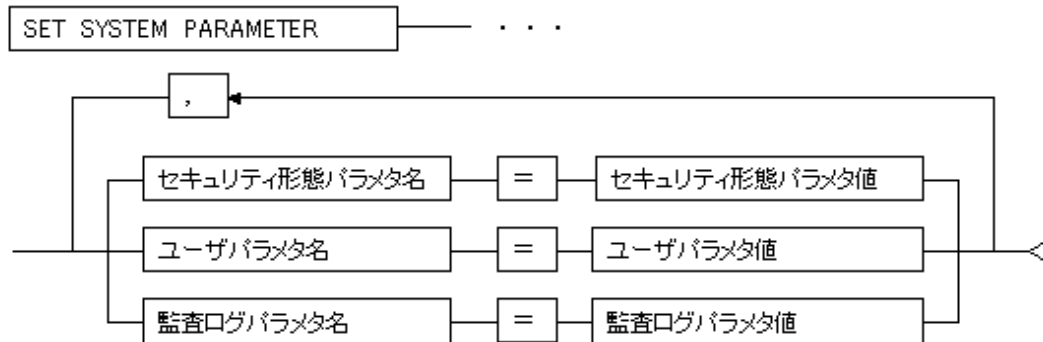 SET SYSTEM PARAMETER ・・・
,
セキュリティ形態パラメタ名 = セキュリティ形態パラメタ値
ユーザパラメタ名 = ユーザパラメタ値
監査ログパラメタ名 = 監査ログパラメタ値